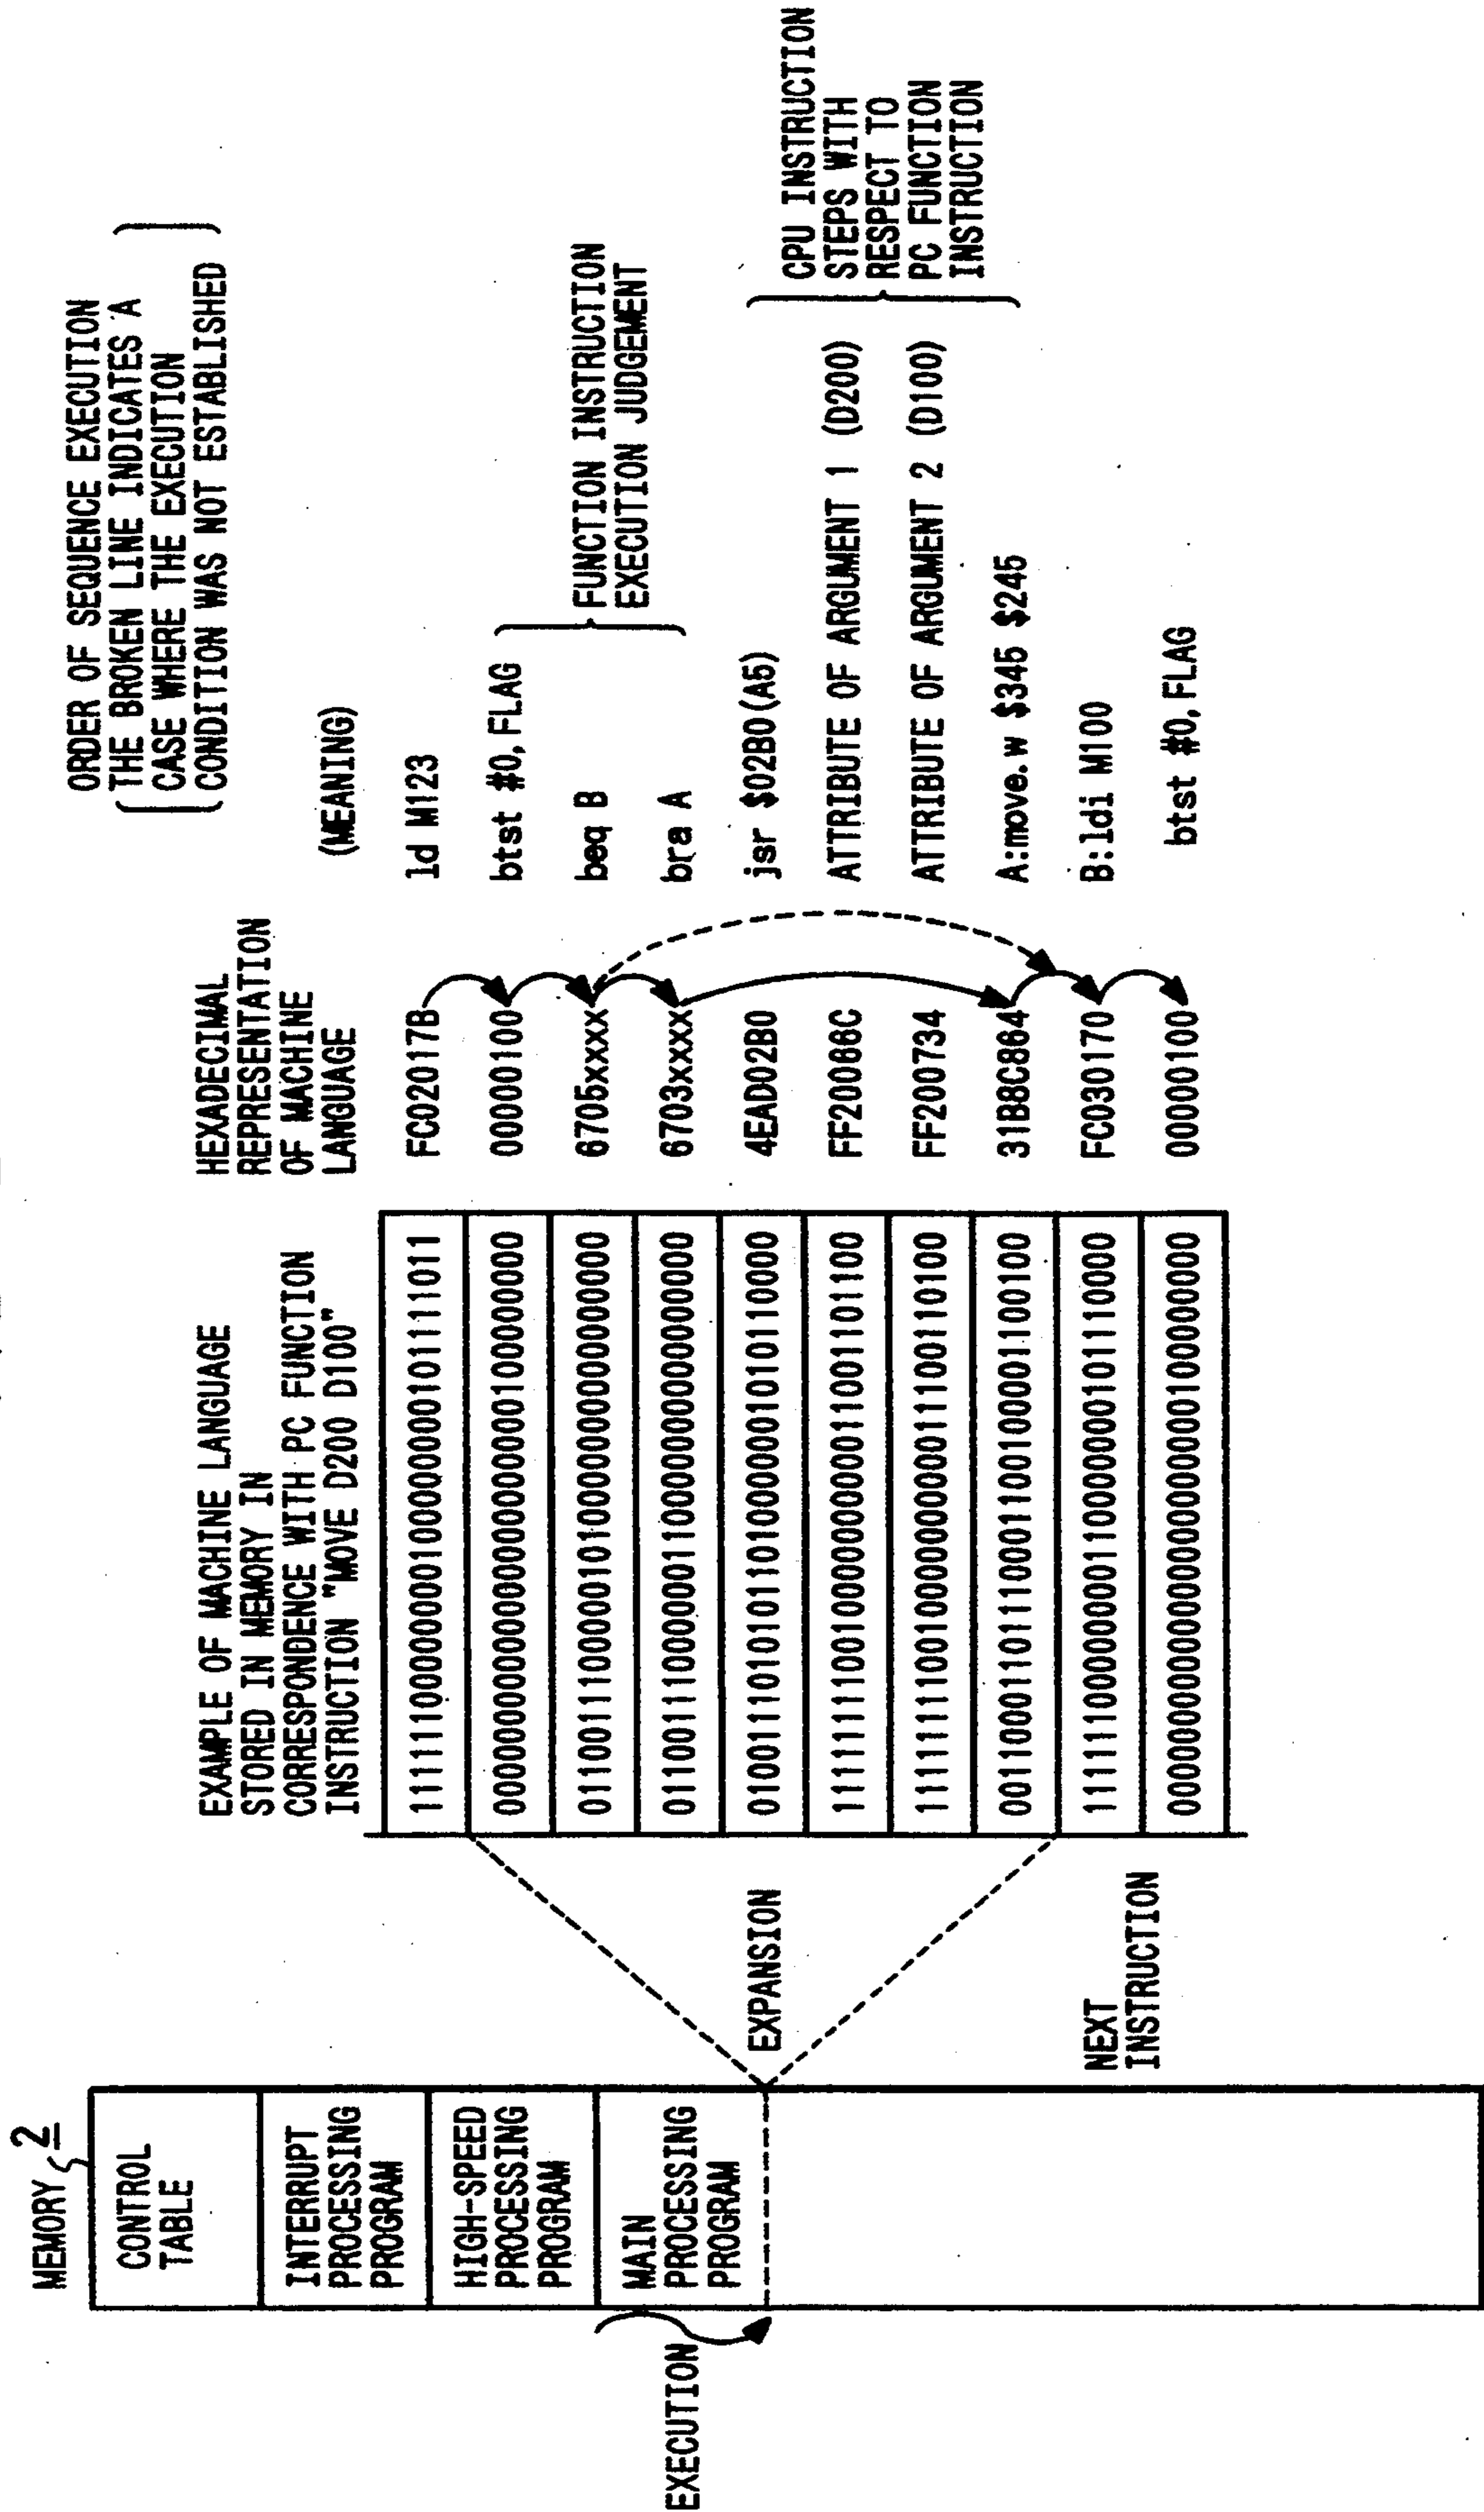 MEMORY 2
CONTROL
TABLE
INTERRUPT
PROCESSING
PROGRAM
HIGH-SPEED
PROCESSING
PROGRAM
MAIN
PROCESSING
PROGRAM
EXECUTION
EXPANSION
NEXT
INSTRUCTION
EXAMPLE OF MACHINE LANGUAGE
STORED IN MEMORY IN
CORRESPONDENCE WITH PC FUNCTION
INSTRUCTION "MOVE D200 D100"
11111100000000100000000101111011
00000000000000000000000100000000
01100111000001010000000000000000
01100111000000110000000000000000
01001110101011010000001010110000
11111111001000000000011001101100
11111111001000000000011100110100
00110001101110001100100001100100
11111100000000110000000101110000
00000000000000000000000100000000
HEXADECIMAL
REPRESENTATION
OF MACHINE
LANGUAGE
FC02017B
00000100
6705xxxx
6703xxxx
4EAD02B0
FF20066C
FF200734
31B8C864
FC030170
00000100
ORDER OF SEQUENCE EXECUTION
THE BROKEN LINE INDICATES A
CASE WHERE THE EXECUTION
CONDITION WAS NOT ESTABLISHED
(MEANING)
ld M123
btst #0,FLAG
beq B
bra A
jsr $02B0(A5)
ATTRIBUTE OF ARGUMENT 1 (D200)
ATTRIBUTE OF ARGUMENT 2 (D100)
A:move.w $345 $245
B:ldi M100
btst #0,FLAG
FUNCTION INSTRUCTION
EXECUTION JUDGEMENT
CPU INSTRUCTION
STEPS WITH
RESPECT TO
PC FUNCTION
INSTRUCTION